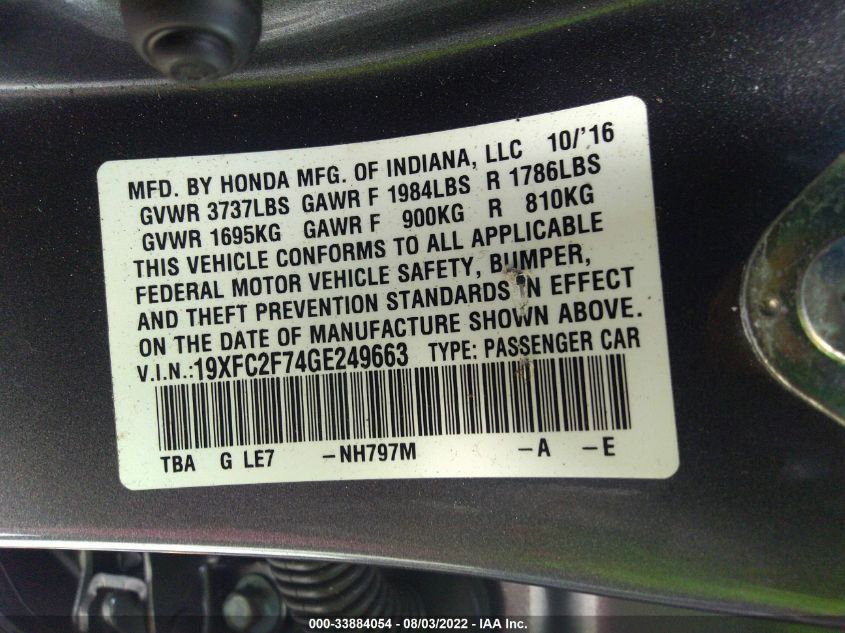 MFD. BY HONDA MFG. OF INDIANA, LLC 10/'16
GVWR 3737LBS GAWR F 1984LBS R 1786LBS
GVWR 1695KG GAWR F 900KG R 810KG
THIS VEHICLE CONFORMS TO ALL APPLICABLE
FEDERAL MOTOR VEHICLE SAFETY, BUMPER,
AND THEFT PREVENTION STANDARDS IN EFFECT
ON THE DATE OF MANUFACTURE SHOWN ABOVE.
V.I.N.:19XFC2F74GE249663 TYPE: PASSENGER CAR
TBA G LE7 -NH797M -A -E
000-33884054 - 08/03/2022 - IAA Inc.